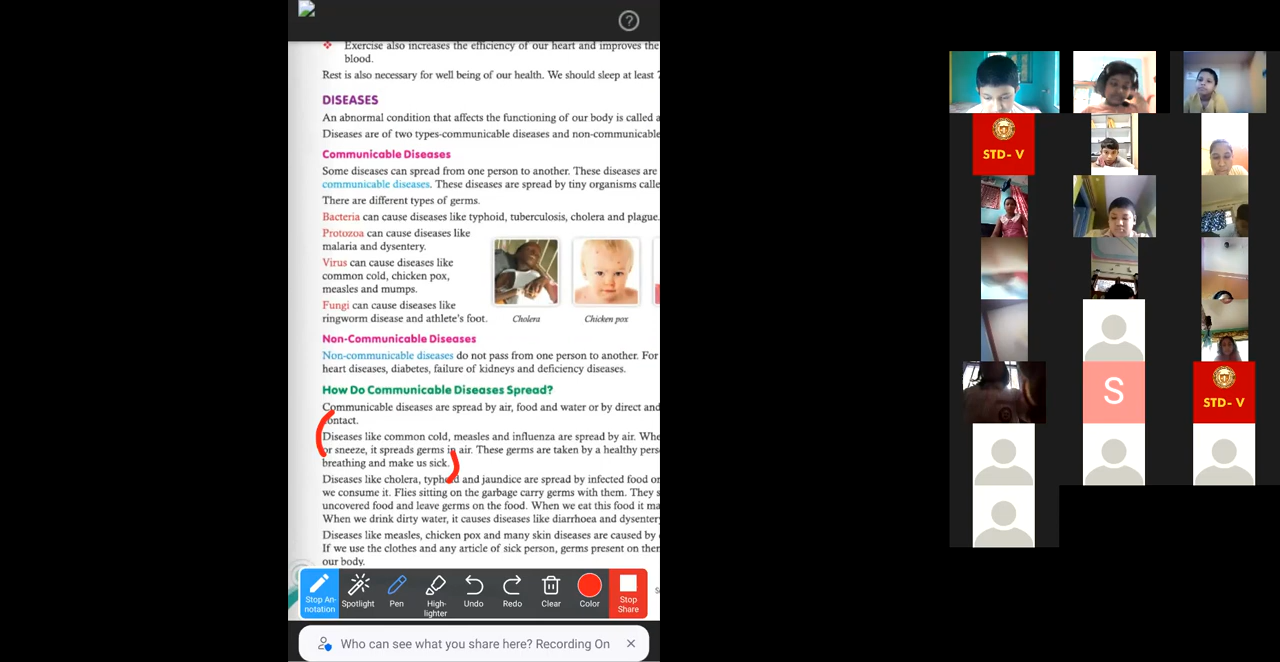 Exercise also increases the efficiency of our heart and improves the
blood.
Rest is also necessary for well being of our health. We should sleep at least
DISEASES
An abnormal condition that affects the functioning of our body is called a
Diseases are of two types-communicable diseases and non-communicable
Communicable Diseases
Some diseases can spread from one person to another. These diseases are
communicable diseases. These diseases are spread by tiny organisms calle
There are different types of germs.
Bacteria can cause diseases like typhoid, tuberculosis, cholera and plague.
Protozoa can cause diseases like
malaria and dysentery.
Virus can cause diseases like
common cold, chicken pox,
measles and mumps.
Fungi can cause diseases like
ringworm disease and athlete's foot.
Cholera
Chicken pox
Non-Communicable Diseases
Non-communicable diseases do not pass from one person to another. For
heart diseases, diabetes, failure of kidneys and deficiency diseases.
How Do Communicable Diseases Spread?
Communicable diseases are spread by air, food and water or by direct and
contact.
Diseases like common cold, measles and influenza are spread by air. Whe
or sneeze, it spreads germs in air. These germs are taken by a healthy pers
breathing and make us sick.
Diseases like cholera, typhoid and jaundice are spread by infected food or
we consume it. Flies sitting on the garbage carry germs with them. They s
uncovered food and leave germs on the food. When we eat this food it ma
When we drink dirty water, it causes diseases like diarrhoea and dysenter
Diseases like measles, chicken pox and many skin diseases are caused by
If we use the clothes and any article of sick person, germs present on then
our body.
Stop An-
notation
Spotlight
Pen
High-
lighter
Undo
Redo
Clear
Color
Stop
Share
Who can see what you share here? Recording On
STD- V
S
STD- V